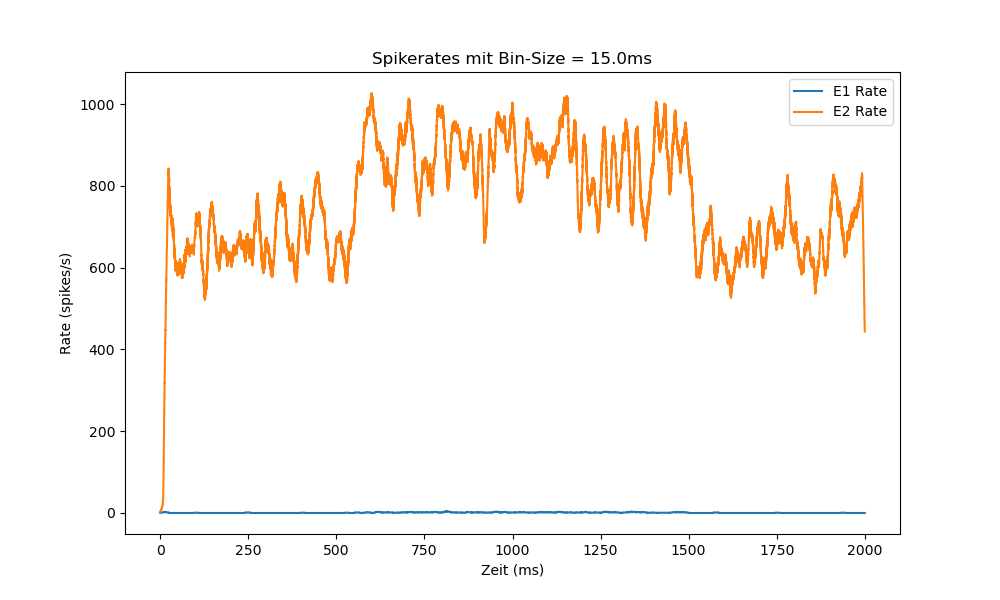 Spikerates mit Bin-Size = 15.0ms
E1 Rate
E2 Rate
Rate (spikes/s)
1000
800
600
400
200
0
0 250 500 750 1000 1250 1500 1750 2000
Zeit (ms)